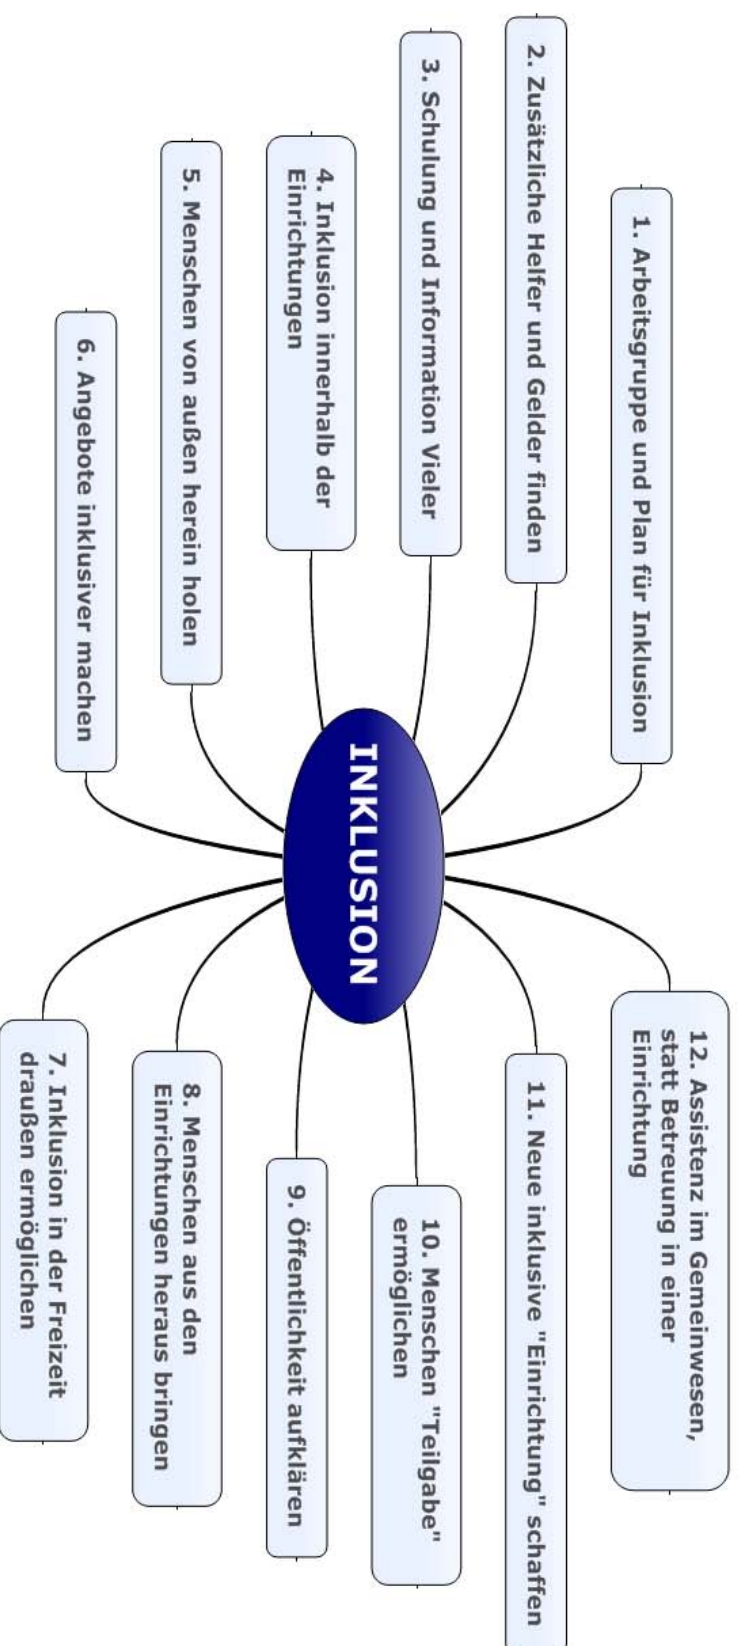 1. Arbeitsgruppe und Plan für Inklusion
2. Zusätzliche Helfer und Gelder finden
3. Schulung und Information Vieler
4. Inklusion innerhalb der
Einrichtungen
5. Menschen von außen herein holen
6. Angebote inklusiver machen
INKLUSION
12. Assistenz im Gemeinwesen,
statt Betreuung in einer
Einrichtung
11. Neue inklusive "Einrichtung" schaffen
10. Menschen "Teilgabe"
ermöglichen
9. Öffentlichkeit aufklären
8. Menschen aus den
Einrichtungen heraus bringen
7. Inklusion in der Freizeit
draußen ermöglichen